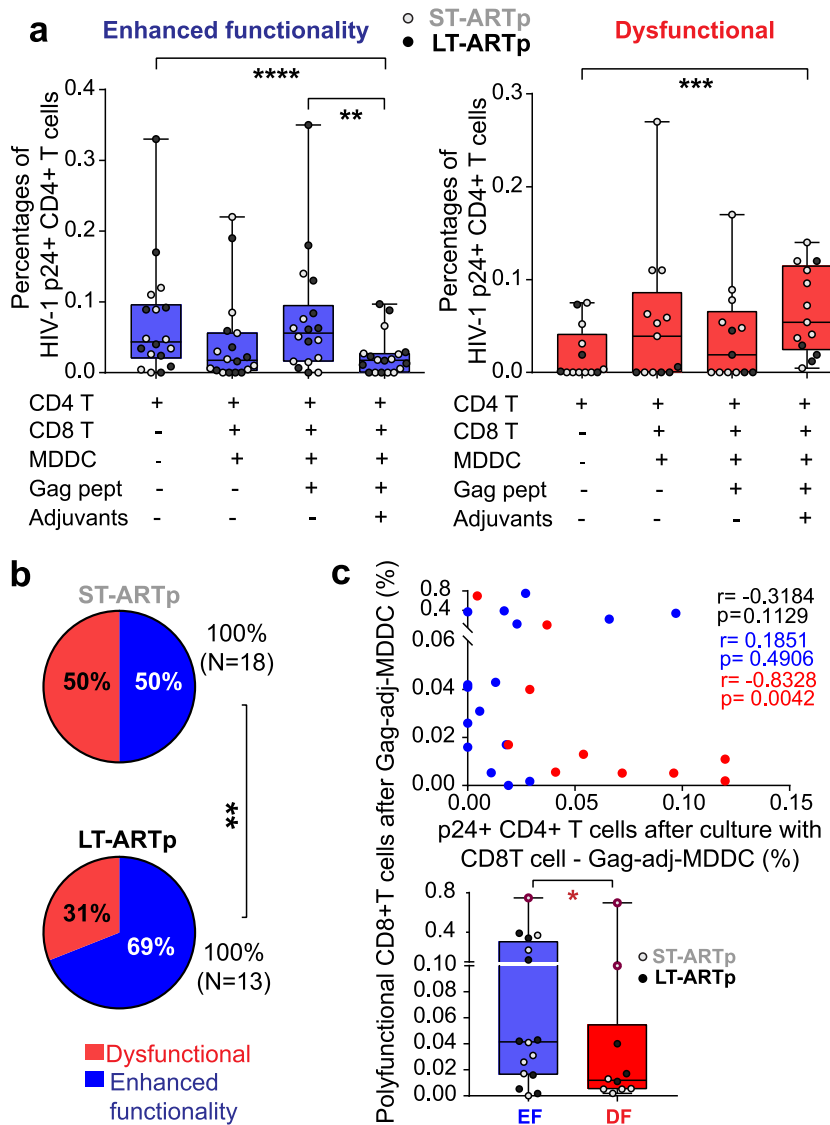 a
Enhanced functionality
ST-ARTp
LT-ARTp
Dysfunctional
Percentages of
HIV-1 p24+ CD4+ T cells
0.4
0.3
0.2
0.1
0.0
****
**
Percentages of
HIV-1 p24+ CD4+ T cells
0.3
0.2
0.1
0.0
***
CD4 T + + + +
CD8 T - + + +
MDDC - + + +
Gag pept - - + +
Adjuvants - - - +
CD4 T + + + +
CD8 T - + + +
MDDC - + + +
Gag pept - - + +
Adjuvants - - - +
b
ST-ARTp
50% 50%
100%
(N=18)
**
LT-ARTp
31%
69%
100%
(N=13)
Dysfunctional
Enhanced
functionality
c
Polyfunctional CD8+T cells after Gag-adj-MDDC (%)
0.8
0.4
0.06
0.04
0.02
0.00
r= -0.3184
p=0.1129
r= 0.1851
p= 0.4906
r= -0.8328
p= 0.0042
0.00 0.05 0.10 0.15
p24+ CD4+ T cells after culture with
CD8T cell - Gag-adj-MDDC (%)
0.8
0.4
0.10
0.08
0.06
0.04
0.02
0.00
*
ST-ARTp
LT-ARTp
EF DF